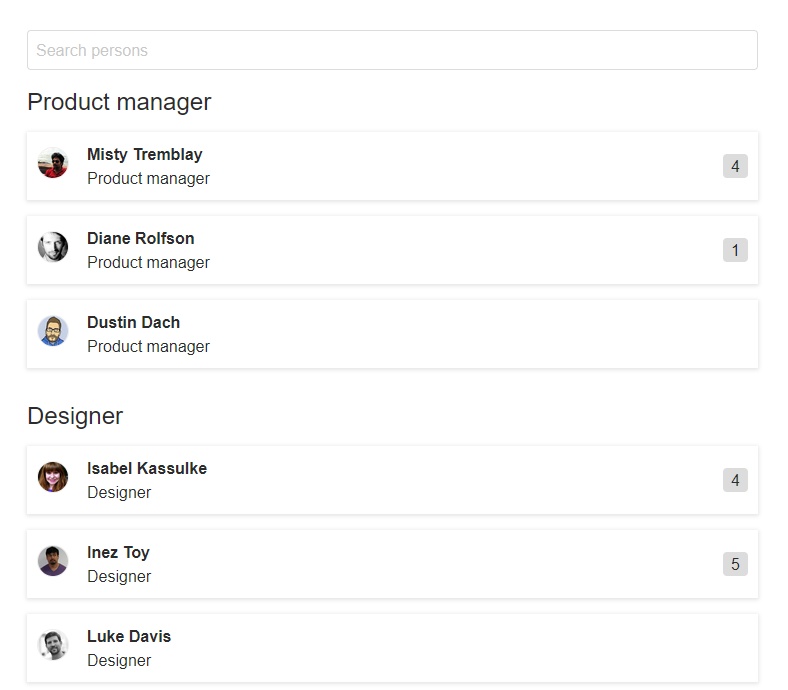 Search persons
Product manager
Misty Tremblay
Product manager
4
Diane Rolfson
Product manager
1
Dustin Dach
Product manager
Designer
Isabel Kassulke
Designer
4
Inez Toy
Designer
5
Luke Davis
Designer